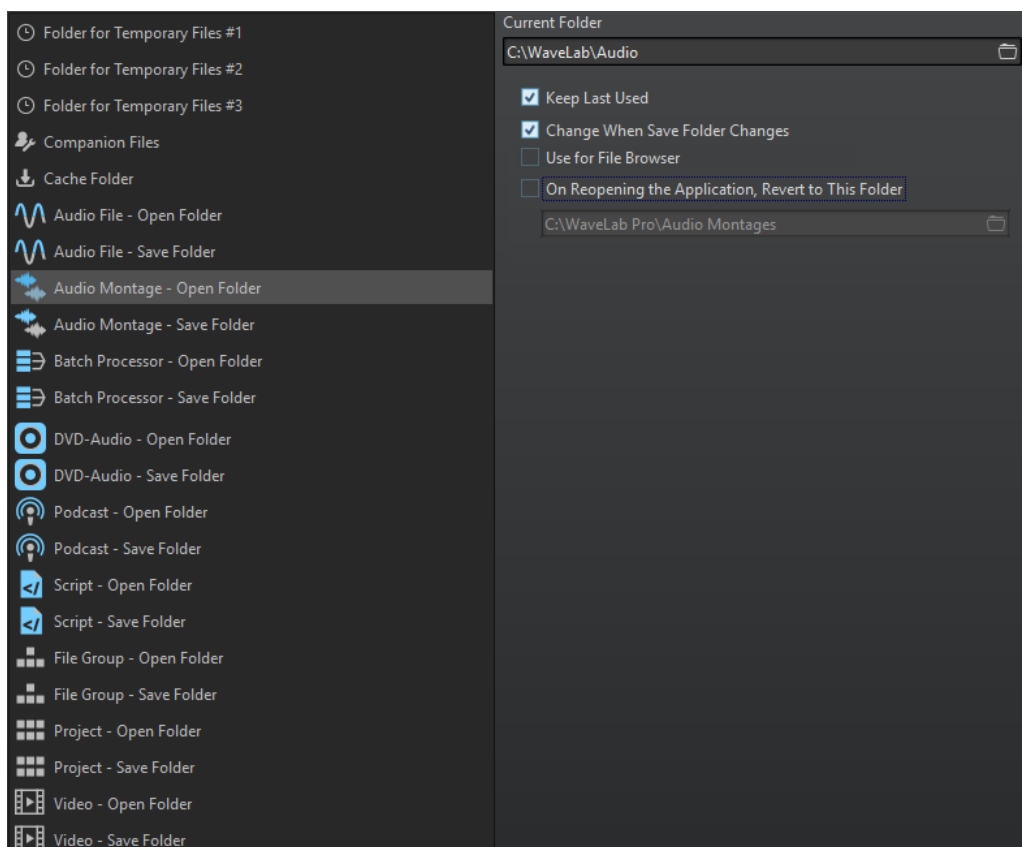 Folder for Temporary Files #1
Folder for Temporary Files #2
Folder for Temporary Files #3
Companion Files
Cache Folder
Audio File - Open Folder
Audio File - Save Folder
Audio Montage - Open Folder
Audio Montage - Save Folder
Batch Processor - Open Folder
Batch Processor - Save Folder
DVD-Audio - Open Folder
DVD-Audio - Save Folder
Podcast - Open Folder
Podcast - Save Folder
Script - Open Folder
Script - Save Folder
File Group - Open Folder
File Group - Save Folder
Project - Open Folder
Project - Save Folder
Video - Open Folder
Video - Save Folder
Current Folder
C:\WaveLab\Audio
Keep Last Used
Change When Save Folder Changes
Use for File Browser
On Reopening the Application, Revert to This Folder
C:\WaveLab Pro\Audio Montages